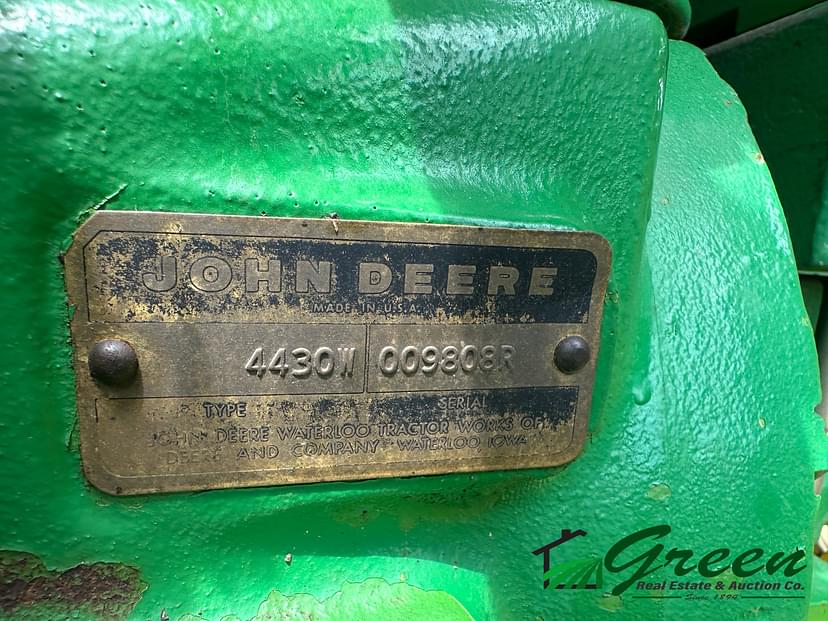 JOHN DEERE
MADE IN U.S.A.
4430W 009808R
TYPE SERIAL
JOHN DEERE WATERLOO TRACTOR WORKS OF
DEERE AND COMPANY WATERLOO, IOWA
Green
Real Estate & Auction Co.
Since 1894